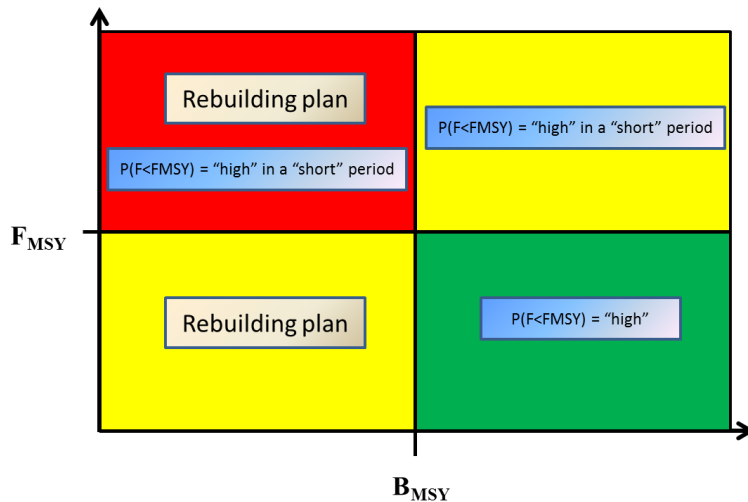 Rebuilding plan
P(F<FMSY) = “high” in a “short” period
P(F<FMSY) = “high” in a “short” period
FMSY
Rebuilding plan
P(F<FMSY) = “high”
BMSY